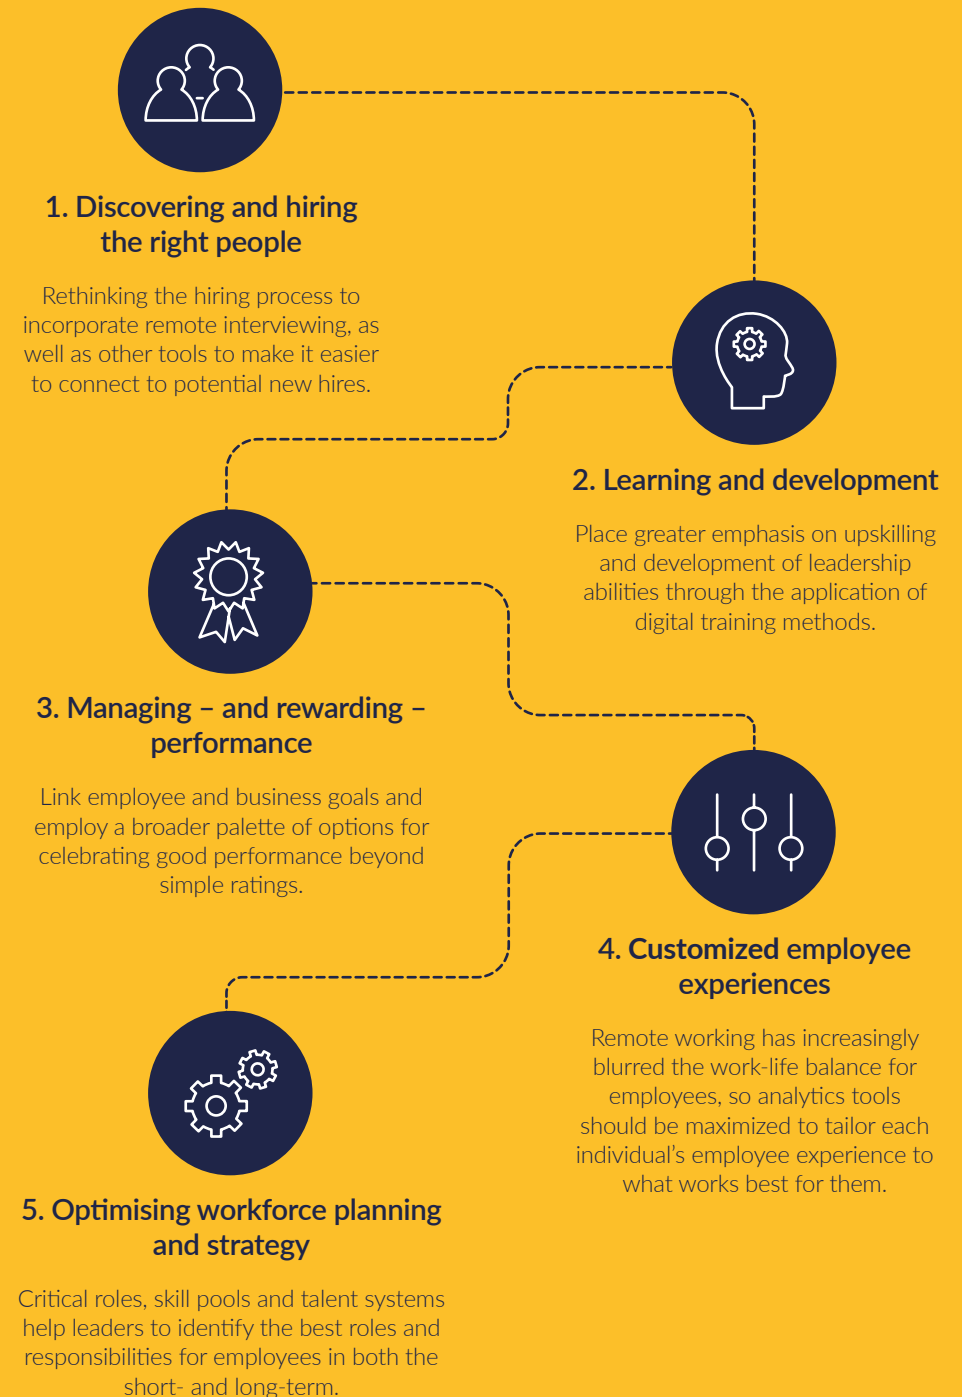 1. Discovering and hiring
the right people
Rethinking the hiring process to
incorporate remote interviewing, as
well as other tools to make it easier
to connect to potential new hires.
2. Learning and development
Place greater emphasis on upskilling
and development of leadership
abilities through the application of
digital training methods.
3. Managing – and rewarding –
performance
Link employee and business goals and
employ a broader palette of options for
celebrating good performance beyond
simple ratings.
4. Customized employee
experiences
Remote working has increasingly
blurred the work-life balance for
employees, so analytics tools
should be maximized to tailor each
individual’s employee experience to
what works best for them.
5. Optimising workforce planning
and strategy
Critical roles, skill pools and talent systems
help leaders to identify the best roles and
responsibilities for employees in both the
short- and long-term.